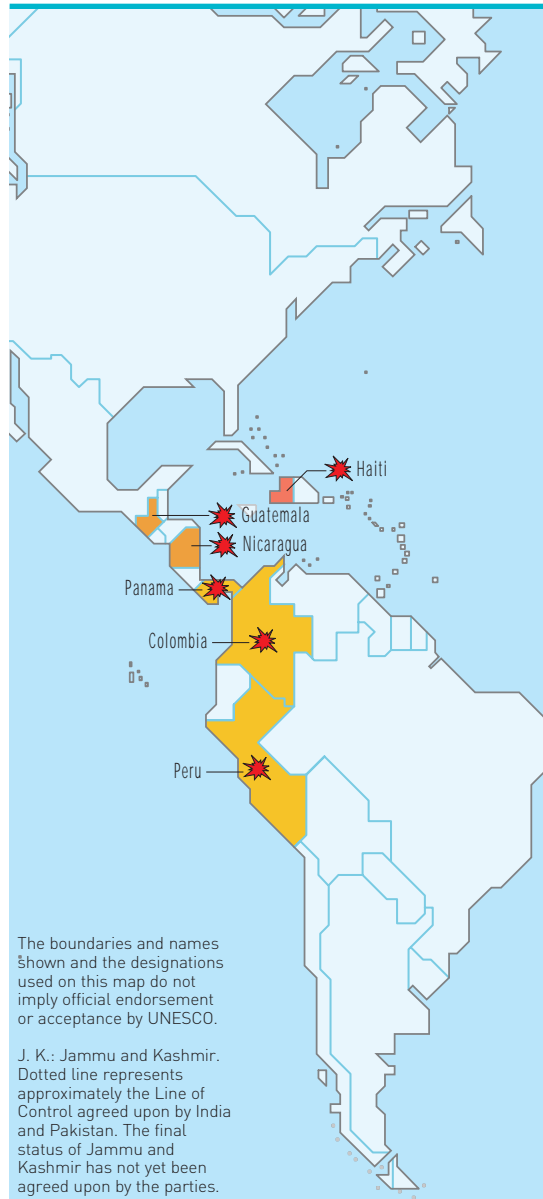 Haiti
Guatemala
Nicaragua
Panama
Colombia
Peru
The boundaries and names
shown and the designations
used on this map do not
imply official endorsement
or acceptance by UNESCO.
J. K.: Jammu and Kashmir.
Dotted line represents
approximately the Line of
Control agreed upon by India
and Pakistan. The final
status of Jammu and
Kashmir has not yet been
agreed upon by the parties.